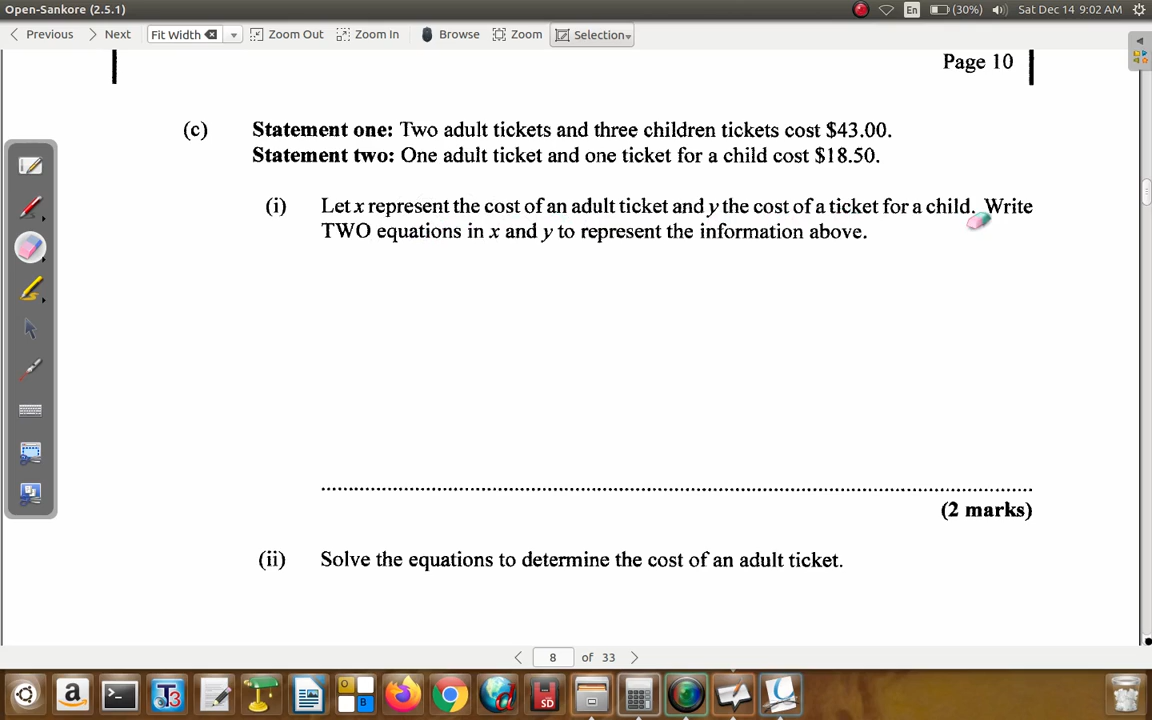 Open-Sankore (2.5.1)
En
(30%)
Sat Dec 14 9:02 AM
Previous
Next
Fit Width
Zoom Out
Zoom In
Browse
Zoom
Selection
Page 10
(c) Statement one: Two adult tickets and three children tickets cost $43.00.
Statement two: One adult ticket and one ticket for a child cost $18.50.
(i) Let x represent the cost of an adult ticket and y the cost of a ticket for a child. Write
TWO equations in x and y to represent the information above.
(2 marks)
(ii) Solve the equations to determine the cost of an adult ticket.
8 of 33
a
T3
O
W
B
d
SD